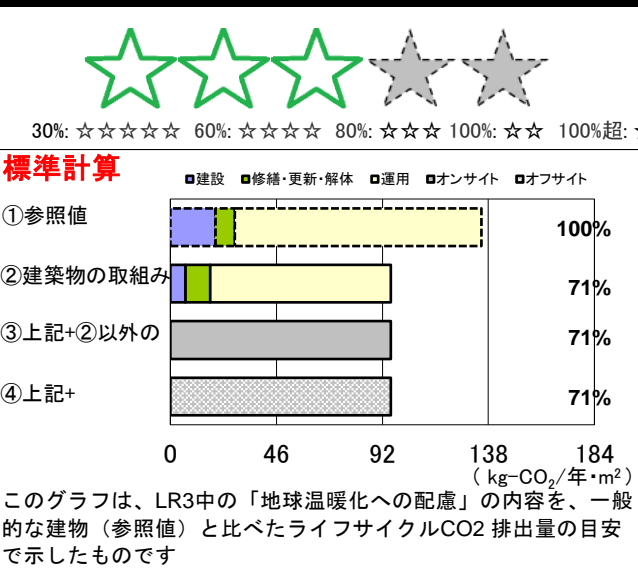 30%: ☆☆☆☆☆ 60%: ☆☆☆☆ 80%: ☆☆☆ 100%: ☆☆ 100%超: ☆
標準計算
■建設 ■修繕・更新・解体 □運用 ■オンサイト ■オフサイト
①参照値 100%
②建築物の取組み 71%
③上記+②以外の 71%
④上記+ 71%
0 46 92 138 184
( kg-CO₂/年・m² )
このグラフは、LR3中の「地球温暖化への配慮」の内容を、一般
的な建物（参照値）と比べたライフサイクルCO2 排出量の目安
で示したものです